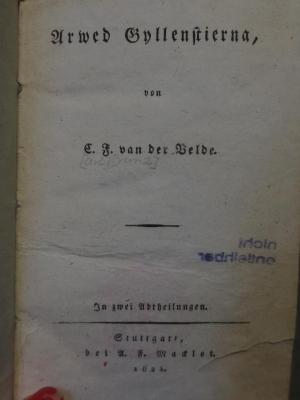 Arwed Gyllenstierna,
von
C. F. van der Velde.
In zwei Abtheilungen.
Stuttgart,
bei A. F. Macklot.